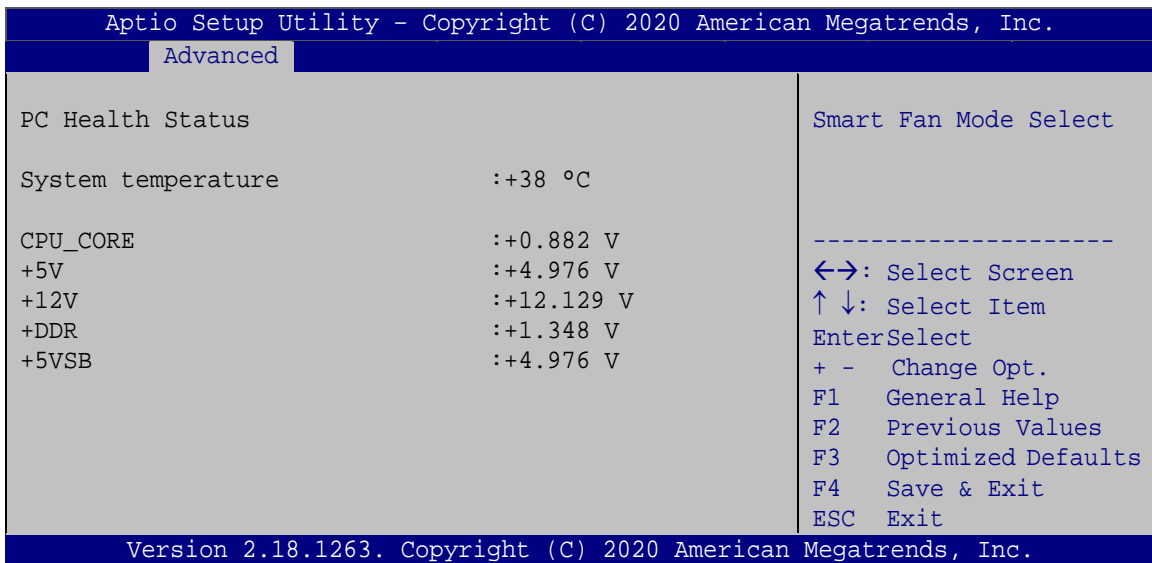 Aptio Setup Utility – Copyright (C) 2020 American Megatrends, Inc.
Advanced
PC Health Status
System temperature :+38 °C
CPU_CORE :+0.882 V
+5V :+4.976 V
+12V :+12.129 V
+DDR :+1.348 V
+5VSB :+4.976 V
Smart Fan Mode Select
---------------------
←→: Select Screen
↑ ↓: Select Item
EnterSelect
+ - Change Opt.
F1 General Help
F2 Previous Values
F3 Optimized Defaults
F4 Save & Exit
ESC Exit
Version 2.18.1263. Copyright (C) 2020 American Megatrends, Inc.